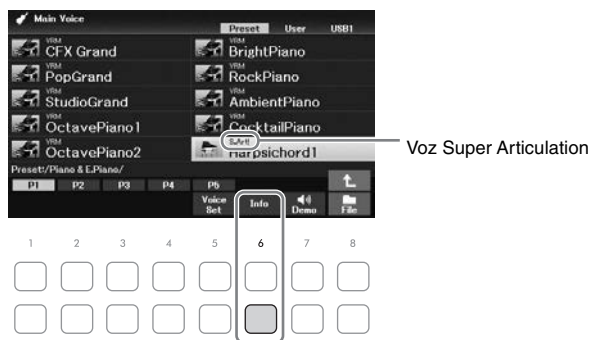 Main Voice
Preset User USB1
VRM VRM
CFX Grand BrightPiano
VRM VRM
PopGrand RockPiano
VRM VRM
StudioGrand AmbientPiano
VRM VRM
OctavePiano1 CocktailPiano
VRM S.Art!
OctavePiano2 Harpsichord1
Voz Super Articulation
Preset:/Piano & E.Piano/
P1 P2 P3 P4 P5
Voice Set Info Demo File
1 2 3 4 5 6 7 8